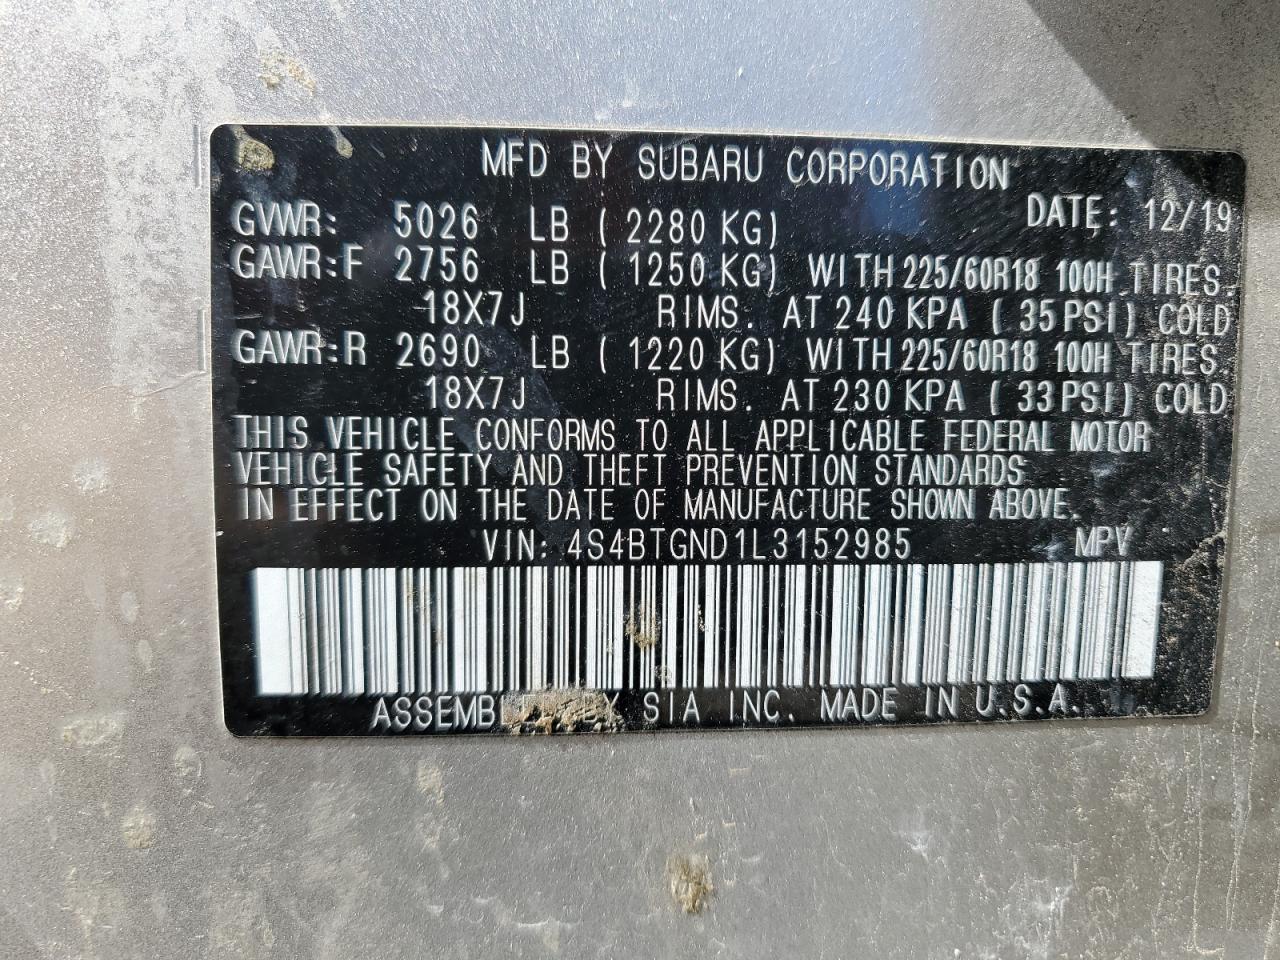 MFD BY SUBARU CORPORATION
GVWR: 5026 LB ( 2280 KG) DATE: 12/19
GAWR:F 2756 LB ( 1250 KG) WITH 225/60R18 100H TIRES.
18X7J RIMS. AT 240 KPA ( 35 PSI) COLD
GAWR:R 2690 LB ( 1220 KG) WITH 225/60R18 100H TIRES.
18X7J RIMS. AT 230 KPA ( 33 PSI) COLD
THIS VEHICLE CONFORMS TO ALL APPLICABLE FEDERAL MOTOR
VEHICLE SAFETY AND THEFT PREVENTION STANDARDS
IN EFFECT ON THE DATE OF MANUFACTURE SHOWN ABOVE.
VIN: 4S4BTGND1L3152985 MPV
SIA INC. MADE IN U.S.A.